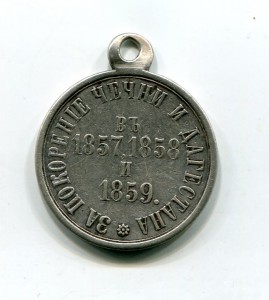 ЗА ПОКОРЕНІЕ ЧЕЧНИ И ДАГЕСТАНА
ВЪ
1857, 1858
И
1859.